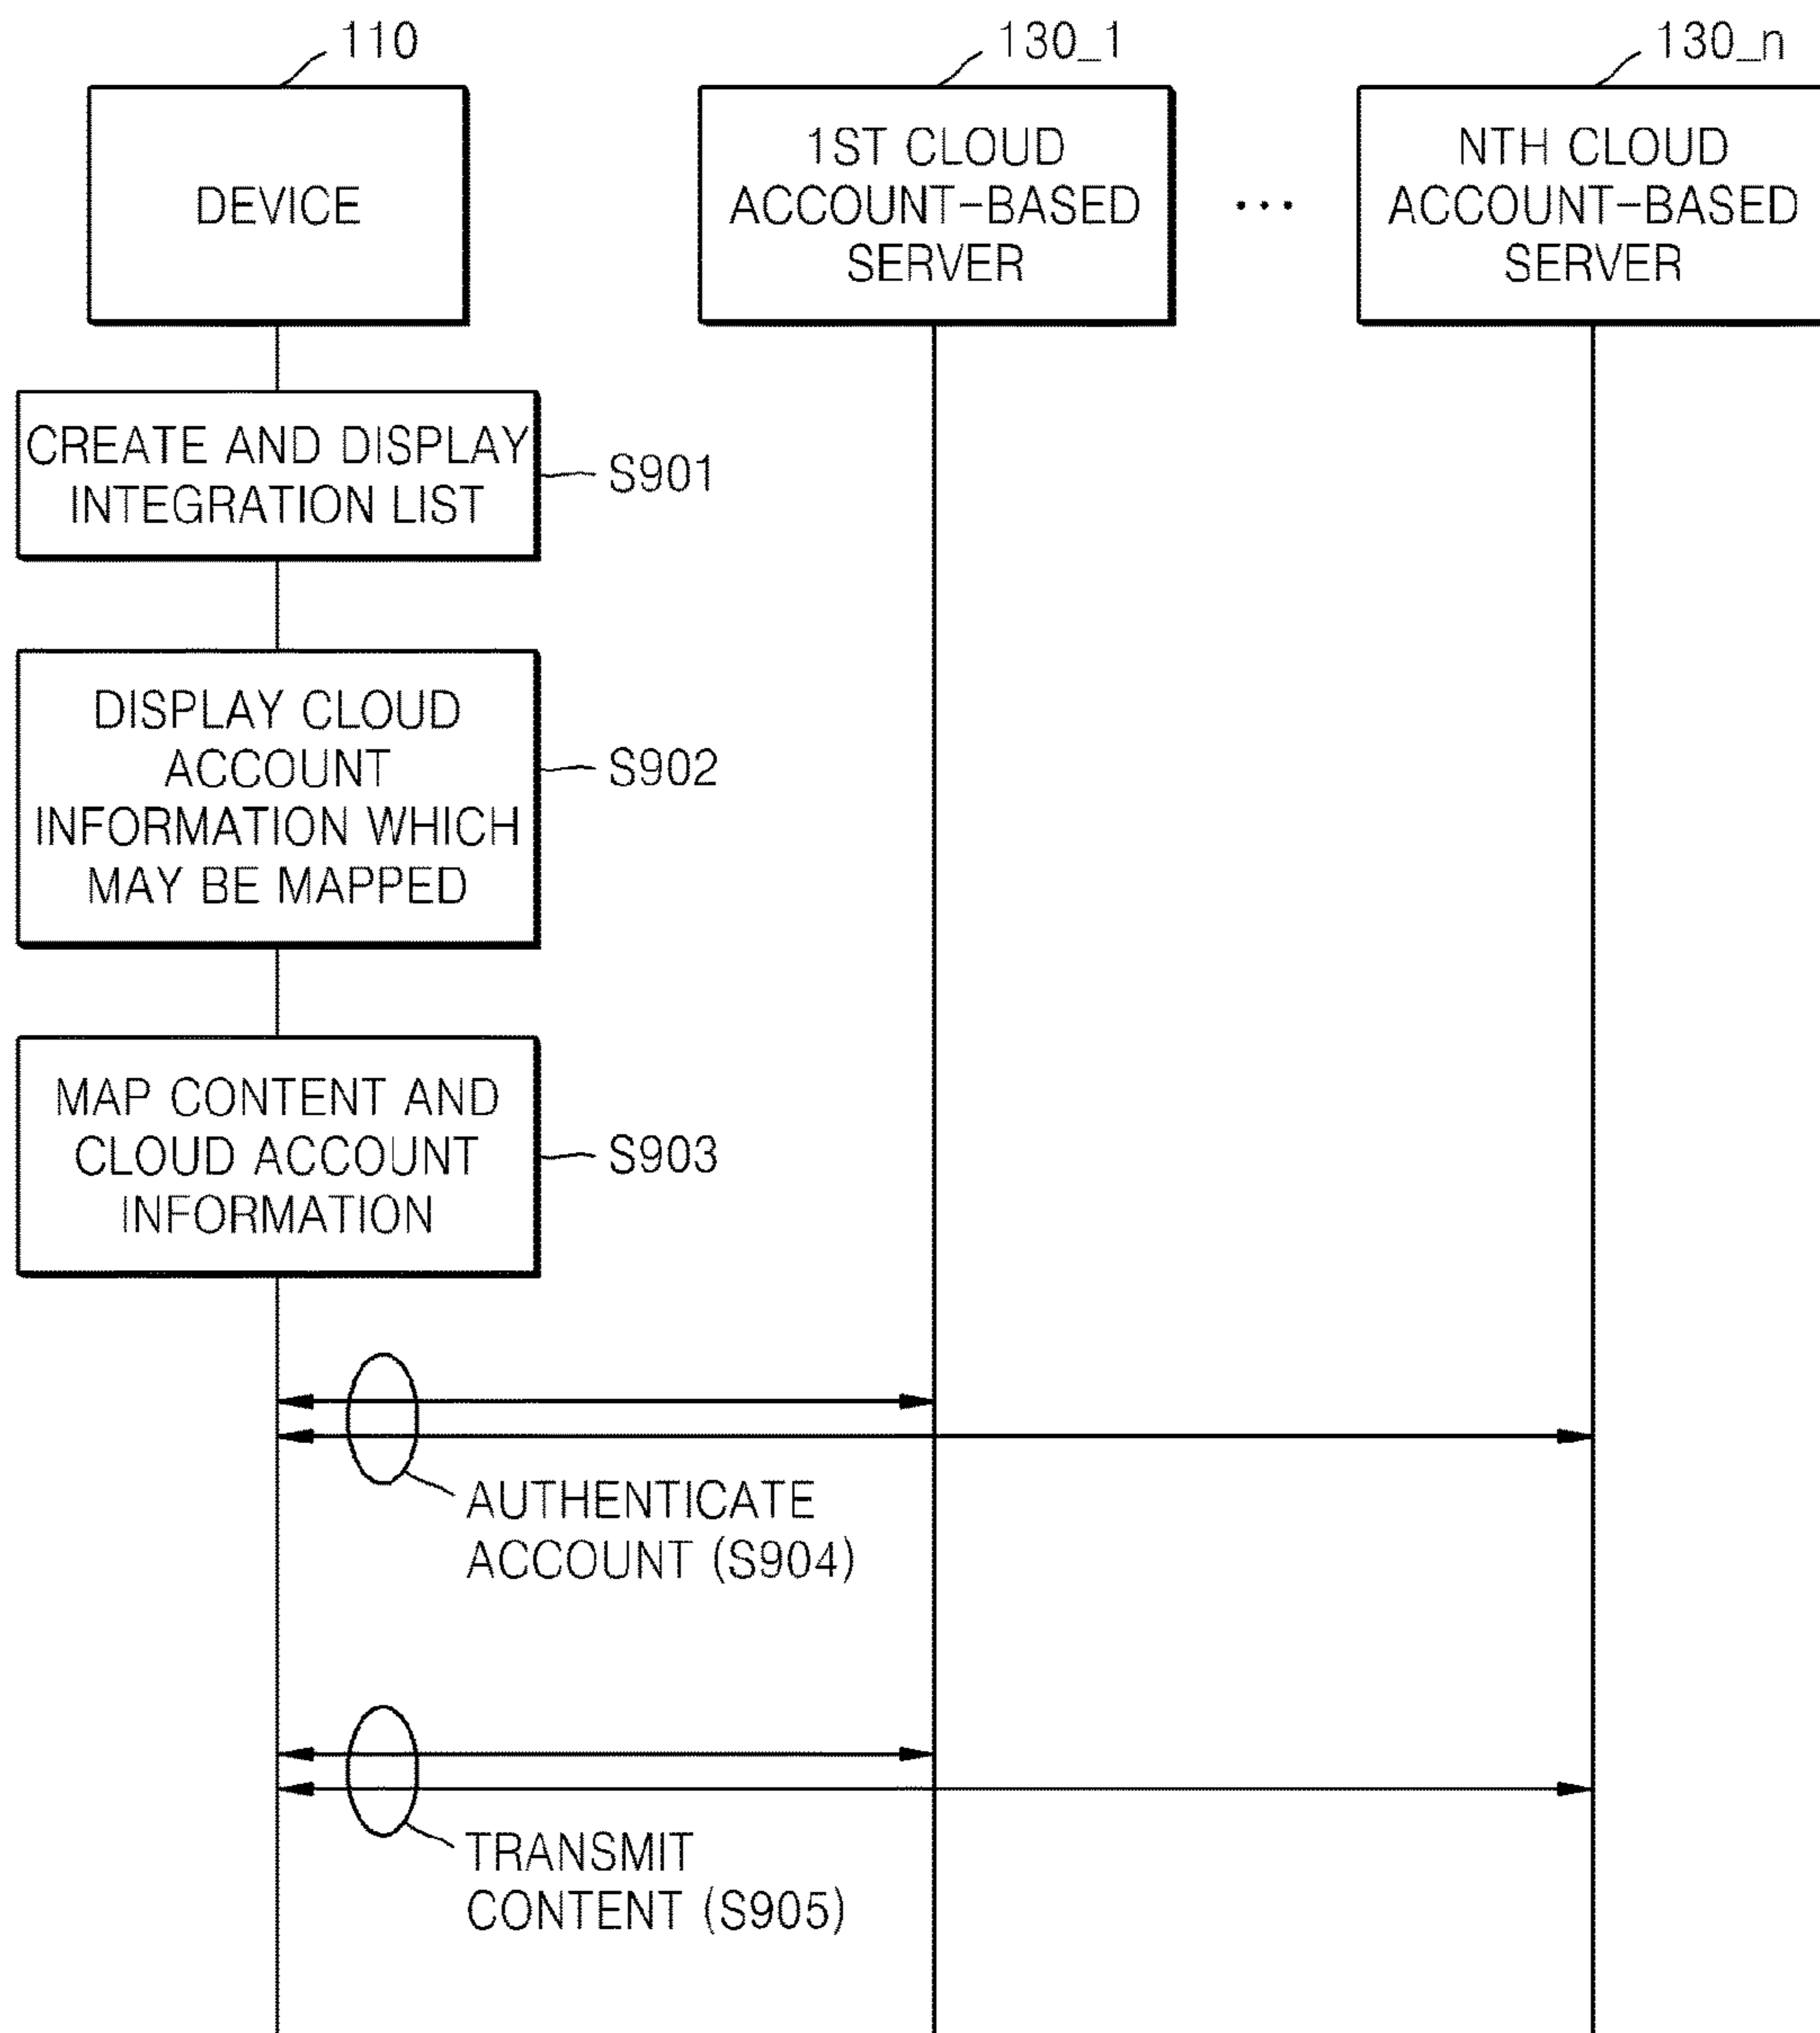 110
130_1
130_n
DEVICE
1ST CLOUD
ACCOUNT-BASED
SERVER
...
NTH CLOUD
ACCOUNT-BASED
SERVER
CREATE AND DISPLAY
INTEGRATION LIST
S901
DISPLAY CLOUD
ACCOUNT
INFORMATION WHICH
MAY BE MAPPED
S902
MAP CONTENT AND
CLOUD ACCOUNT
INFORMATION
S903
AUTHENTICATE
ACCOUNT (S904)
TRANSMIT
CONTENT (S905)